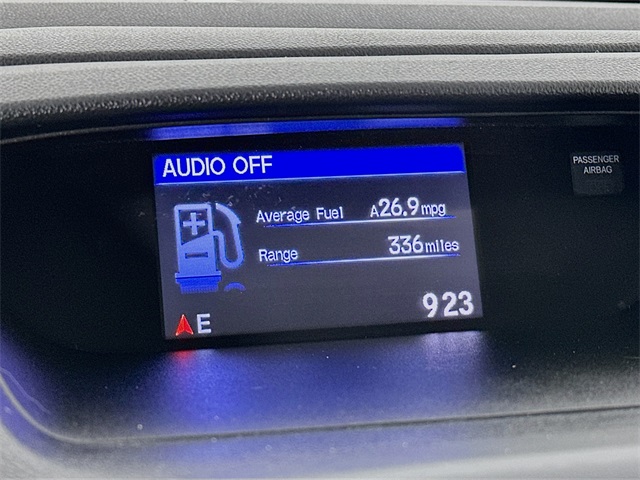 AUDIO OFF
PASSENGER
AIRBAG
Average Fuel A26.9mpg
Range 336miles
E 923